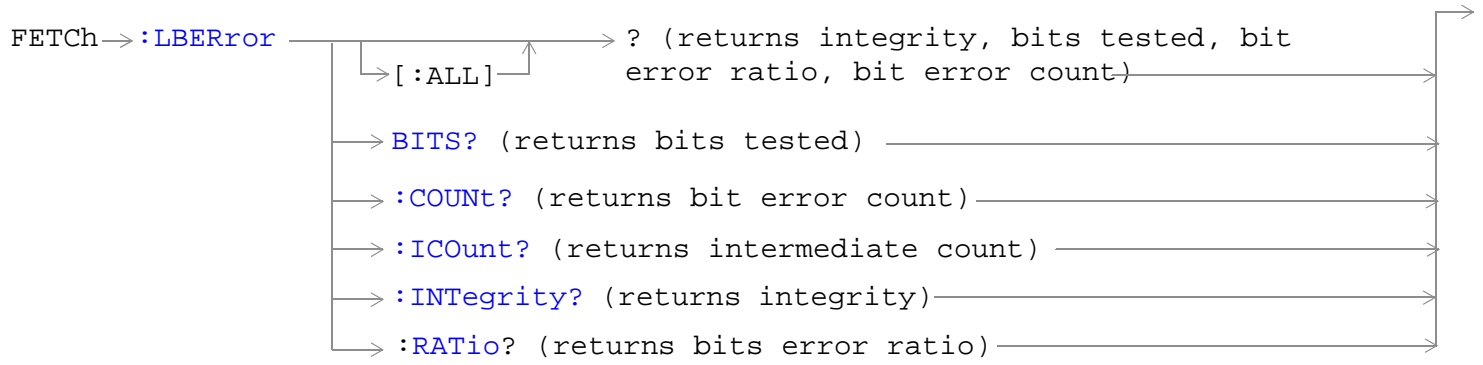 FETCh :LBERror ? (returns integrity, bits tested, bit
[:ALL] error ratio, bit error count)
BITS? (returns bits tested)
:COUNt? (returns bit error count)
:ICOunt? (returns intermediate count)
:INTegrity? (returns integrity)
:RATio? (returns bits error ratio)